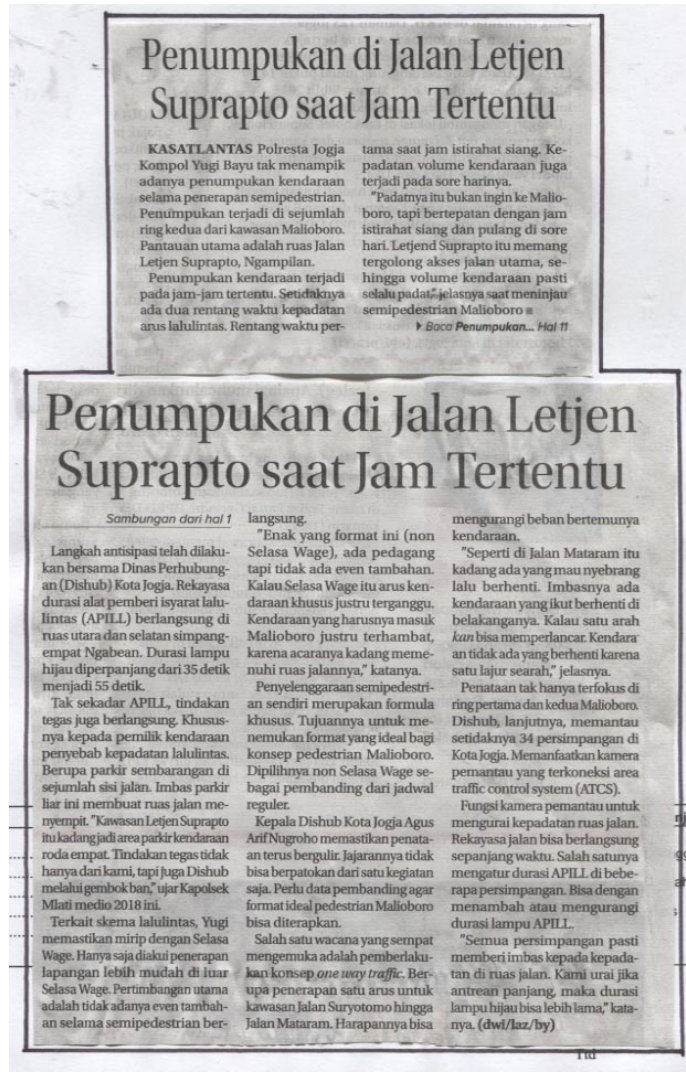 Penumpukan di Jalan Letjen
Suprapto saat Jam Tertentu
KASATLANTAS Polresta Jogja
Kompol Yugi Bayu tak menampik
adanya penumpukan kendaraan
selama penerapan semipedestrian.
Penumpukan terjadi di sejumlah
ring kedua dari kawasan Malioboro.
Pantauan utama adalah ruas Jalan
Letjen Suprapto, Ngampilan.
Penumpukan kendaraan terjadi
pada jam-jam tertentu. Setidaknya
ada dua rentang waktu kepadatan
arus lalulintas. Rentang waktu per-
tama saat jam istirahat siang. Ke-
padatan volume kendaraan juga
terjadi pada sore harinya.
"Padatnya itu bukan ingin ke Malio-
boro, tapi bertepatan dengan jam
istirahat siang dan pulang di sore
hari. Letjend Suprapto itu memang
tergolong akses jalan utama, se-
hingga volume kendaraan pasti
selalu padat," jelasnya saat meninjau
semipedestrian Malioboro
Baca Penumpukan... Hal 11
Penumpukan di Jalan Letjen
Suprapto saat Jam Tertentu
Sambungan dari hal 1
Langkah antisipasi telah dilaku-
kan bersama Dinas Perhubung-
an (Dishub) Kota Jogja. Rekayasa
durasi alat pemberi isyarat lalu-
lintas (APILL) berlangsung di
ruas utara dan selatan simpang-
empat Ngabean. Durasi lampu
hijau diperpanjang dari 35 detik
menjadi 55 detik.
Tak sekadar APILL, tindakan
tegas juga berlangsung. Khusus-
nya kepada pemilik kendaraan
penyebab kepadatan lalulintas.
Berupa parkir sembarangan di
sejumlah sisi jalan. Imbas parkir
liar ini membuat ruas jalan me-
nyempit. "Kawasan Letjen Suprapto
itu kadang jadi area parkir kendaraan
roda empat. Tindakan tegas tidak
hanya dari kami, tapi juga Dishub
melalui gembok ban," ujar Kapolsek
Mlati medio 2018 ini.
Terkait skema lalulintas, Yugi
memastikan mirip dengan Selasa
Wage. Hanya saja diakui penerapan
lapangan lebih mudah di luar
Selasa Wage. Pertimbangan utama
adalah tidak adanya even tambah-
an selama semipedestrian ber-
langsung.
"Enak yang format ini (non
Selasa Wage), ada pedagang
tapi tidak ada even tambahan.
Kalau Selasa Wage itu arus ken-
daraan khusus justru terganggu.
Kendaraan yang harusnya masuk
Malioboro justru terhambat,
karena acaranya kadang meme-
nuhi ruas jalannya," katanya.
Penyelenggaraan semipedestri-
an sendiri merupakan formula
khusus. Tujuannya untuk me-
nemukan format yang ideal bagi
konsep pedestrian Malioboro.
Dipilihnya non Selasa Wage se-
bagai pembanding dari jadwal
reguler.
Kepala Dishub Kota Jogja Agus
Arif Nugroho memastikan penata-
an terus bergulir. Jajarannya tidak
bisa berpatokan dari satu kegiatan
saja. Perlu data pembanding agar
format ideal pedestrian Malioboro
bisa diterapkan.
Salah satu wacana yang sempat
mengemuka adalah pemberlaku-
kan konsep one way traffic. Ber-
upa penerapan satu arus untuk
kawasan Jalan Suryotomo hingga
Jalan Mataram. Harapannya bisa
mengurangi beban bertemunya
kendaraan.
"Seperti di Jalan Mataram itu
kadang ada yang mau nyebrang
lalu berhenti. Imbasnya ada
kendaraan yang ikut berhenti di
belakanganya. Kalau satu arah
kan bisa memperlancar. Kendara-
an tidak ada yang berhenti karena
satu lajur searah," jelasnya.
Penataan tak hanya terfokus di
ring pertama dan kedua Malioboro.
Dishub, lanjutnya, memantau
setidaknya 34 persimpangan di
Kota Jogja. Memanfaatkan kamera
pemantau yang terkoneksi area
traffic control system (ATCS).
Fungsi kamera pemantau untuk
mengurai kepadatan ruas jalan.
Rekayasa jalan bisa berlangsung
sepanjang waktu. Salah satunya
mengatur durasi APILL di bebe-
rapa persimpangan. Bisa dengan
menambah atau mengurangi
durasi lampu APILL.
"Semua persimpangan pasti
memberi imbas kepada kepada-
tan di ruas jalan. Kami urai jika
antrean panjang, maka durasi
lampu hijau bisa lebih lama," kata-
nya. (dwi/laz/by)
Ttd